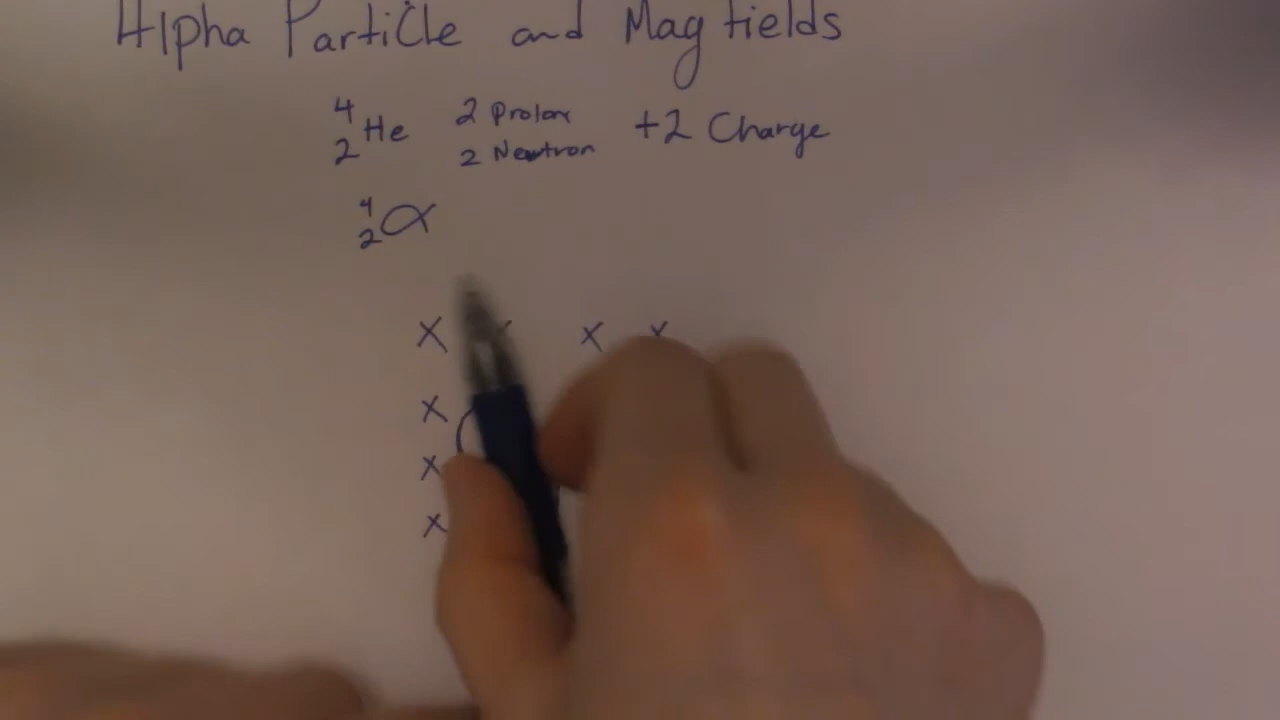 Alpha Particle and Mag fields
4 2 He 2 Proton +2 Charge
2 Neutron
4 2 α
X X X
X
X
X